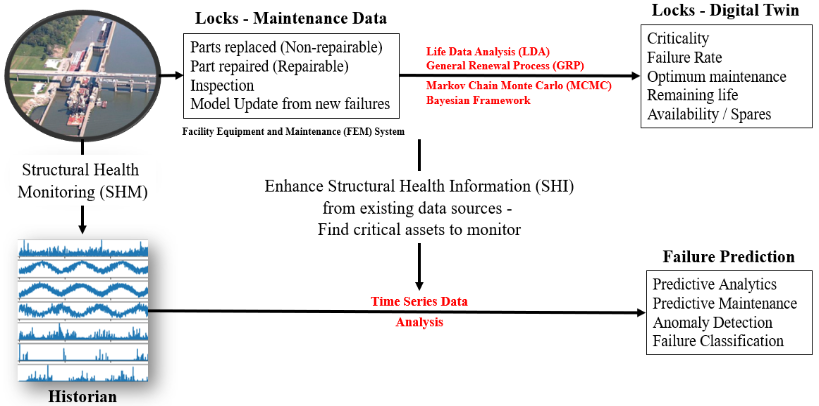 Locks - Maintenance Data
Parts replaced (Non-repairable)
Part repaired (Repairable)
Inspection
Model Update from new failures
Facility Equipment and Maintenance (FEM) System
Life Data Analysis (LDA)
General Renewal Process (GRP)
Markov Chain Monte Carlo (MCMC)
Bayesian Framework
Locks - Digital Twin
Criticality
Failure Rate
Optimum maintenance
Remaining life
Availability / Spares
Structural Health
Monitoring (SHM)
Enhance Structural Health Information (SHI)
from existing data sources -
Find critical assets to monitor
Historian
Time Series Data
Analysis
Failure Prediction
Predictive Analytics
Predictive Maintenance
Anomaly Detection
Failure Classification